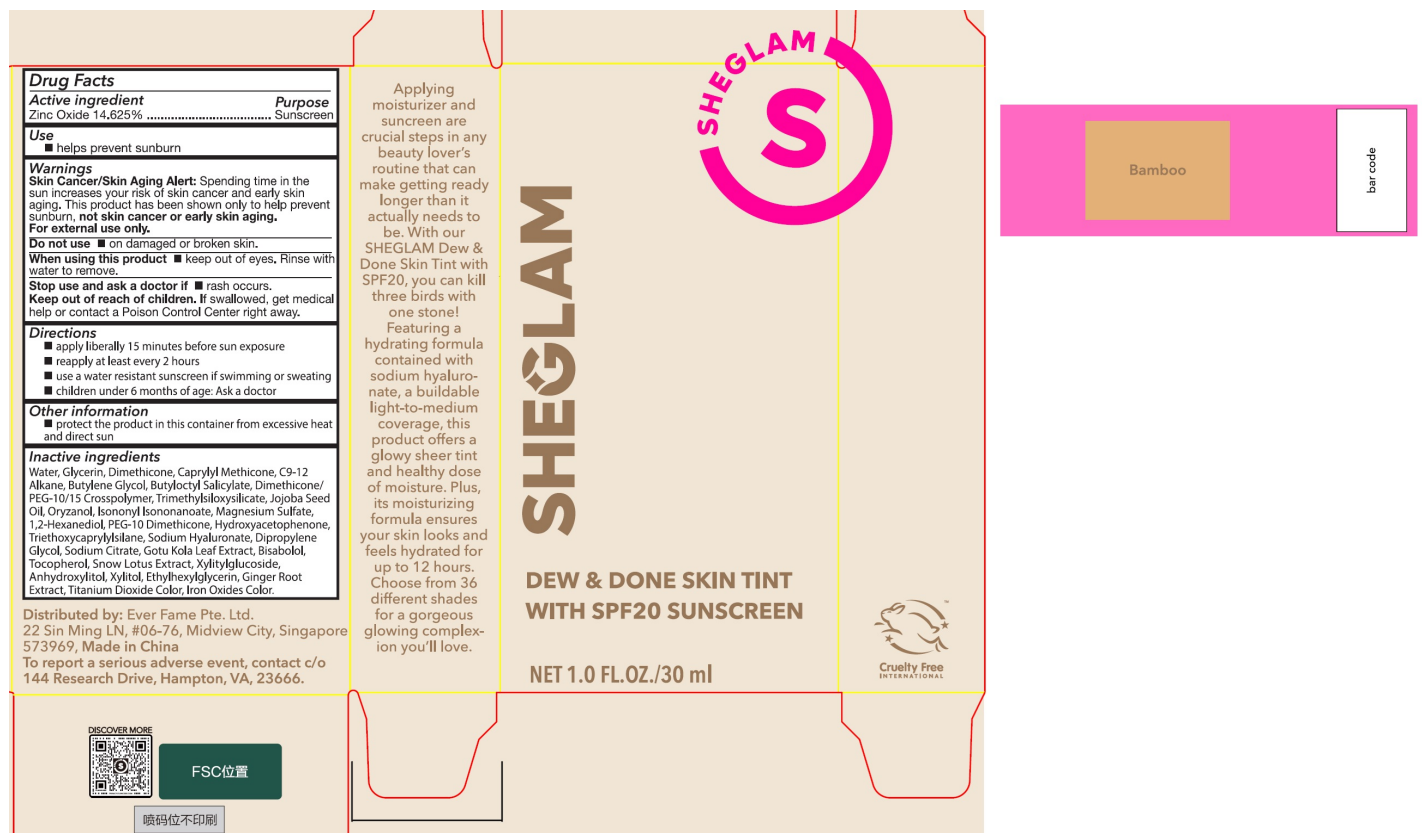 Drug Facts
Active ingredient Purpose
Zinc Oxide 14.625% ................................... Sunscreen
Use
■ helps prevent sunburn
Warnings
Skin Cancer/Skin Aging Alert: Spending time in the
sun increases your risk of skin cancer and early skin
aging. This product has been shown only to help prevent
sunburn, not skin cancer or early skin aging.
For external use only.
Do not use ■ on damaged or broken skin.
When using this product ■ keep out of eyes. Rinse with
water to remove.
Stop use and ask a doctor if ■ rash occurs.
Keep out of reach of children. If swallowed, get medical
help or contact a Poison Control Center right away.
Directions
■ apply liberally 15 minutes before sun exposure
■ reapply at least every 2 hours
■ use a water resistant sunscreen if swimming or sweating
■ children under 6 months of age: Ask a doctor
Other information
■ protect the product in this container from excessive heat
and direct sun
Inactive ingredients
Water, Glycerin, Dimethicone, Caprylyl Methicone, C9-12
Alkane, Butylene Glycol, Butyloctyl Salicylate, Dimethicone/
PEG-10/15 Crosspolymer, Trimethylsiloxysilicate, Jojoba Seed
Oil, Oryzanol, Isononyl Isononanoate, Magnesium Sulfate,
1,2-Hexanediol, PEG-10 Dimethicone, Hydroxyacetophenone,
Triethoxycaprylylsilane, Sodium Hyaluronate, Dipropylene
Glycol, Sodium Citrate, Gotu Kola Leaf Extract, Bisabolol,
Tocopherol, Snow Lotus Extract, Xylitylglucoside,
Anhydroxylitol, Xylitol, Ethylhexylglycerin, Ginger Root
Extract, Titanium Dioxide Color, Iron Oxides Color.
Distributed by: Ever Fame Pte. Ltd.
22 Sin Ming LN, #06-76, Midview City, Singapore
573969, Made in China
To report a serious adverse event, contact c/o
144 Research Drive, Hampton, VA, 23666.
DISCOVER MORE
FSC位置
喷码位不印刷
Applying
moisturizer and
suncreen are
crucial steps in any
beauty lover's
routine that can
make getting ready
longer than it
actually needs to
be. With our
SHEGLAM Dew &
Done Skin Tint with
SPF20, you can kill
three birds with
one stone!
Featuring a
hydrating formula
contained with
sodium hyaluro-
nate, a buildable
light-to-medium
coverage, this
product offers a
glowy sheer tint
and healthy dose
of moisture. Plus,
its moisturizing
formula ensures
your skin looks and
feels hydrated for
up to 12 hours.
Choose from 36
different shades
for a gorgeous
glowing complex-
ion you'll love.
SHEGLAM
S
SHEGLAM
DEW & DONE SKIN TINT
WITH SPF20 SUNSCREEN
NET 1.0 FL.OZ./30 ml
TM
Cruelty Free
INTERNATIONAL
Bamboo
bar code